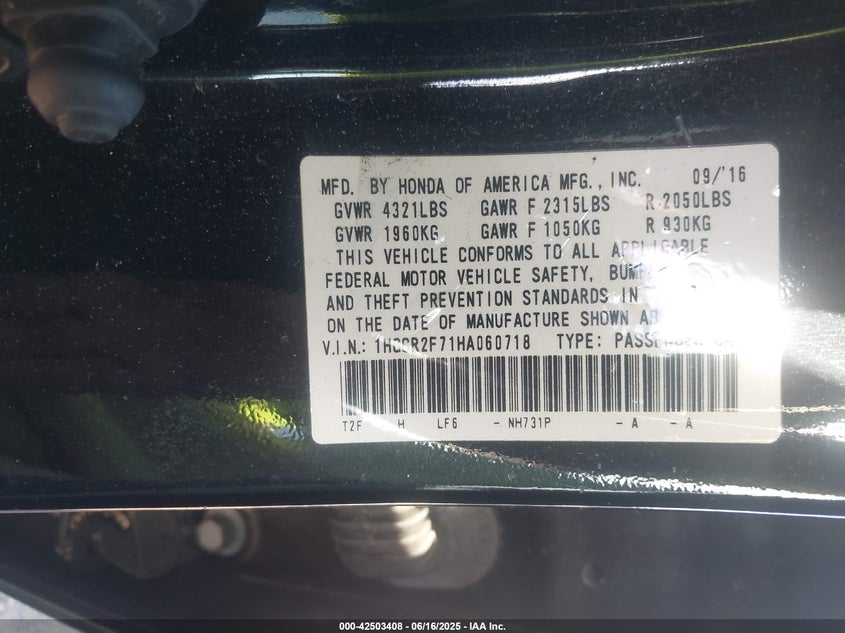 MFD. BY HONDA OF AMERICA MFG., INC. 09/'16
GVWR 4321LBS GAWR F 2315LBS R 2050LBS
GVWR 1960KG GAWR F 1050KG R 930KG
THIS VEHICLE CONFORMS TO ALL APPLICABLE
FEDERAL MOTOR VEHICLE SAFETY,
AND THEFT PREVENTION STANDARDS IN
ON THE DATE OF MANUFACTURE SHOWN
V.I.N.: 1HGCR2F71HA060718 TYPE:
T2F H LF6 - NH731P - A - A
000-42503408 - 06/16/2025 - IAA Inc.